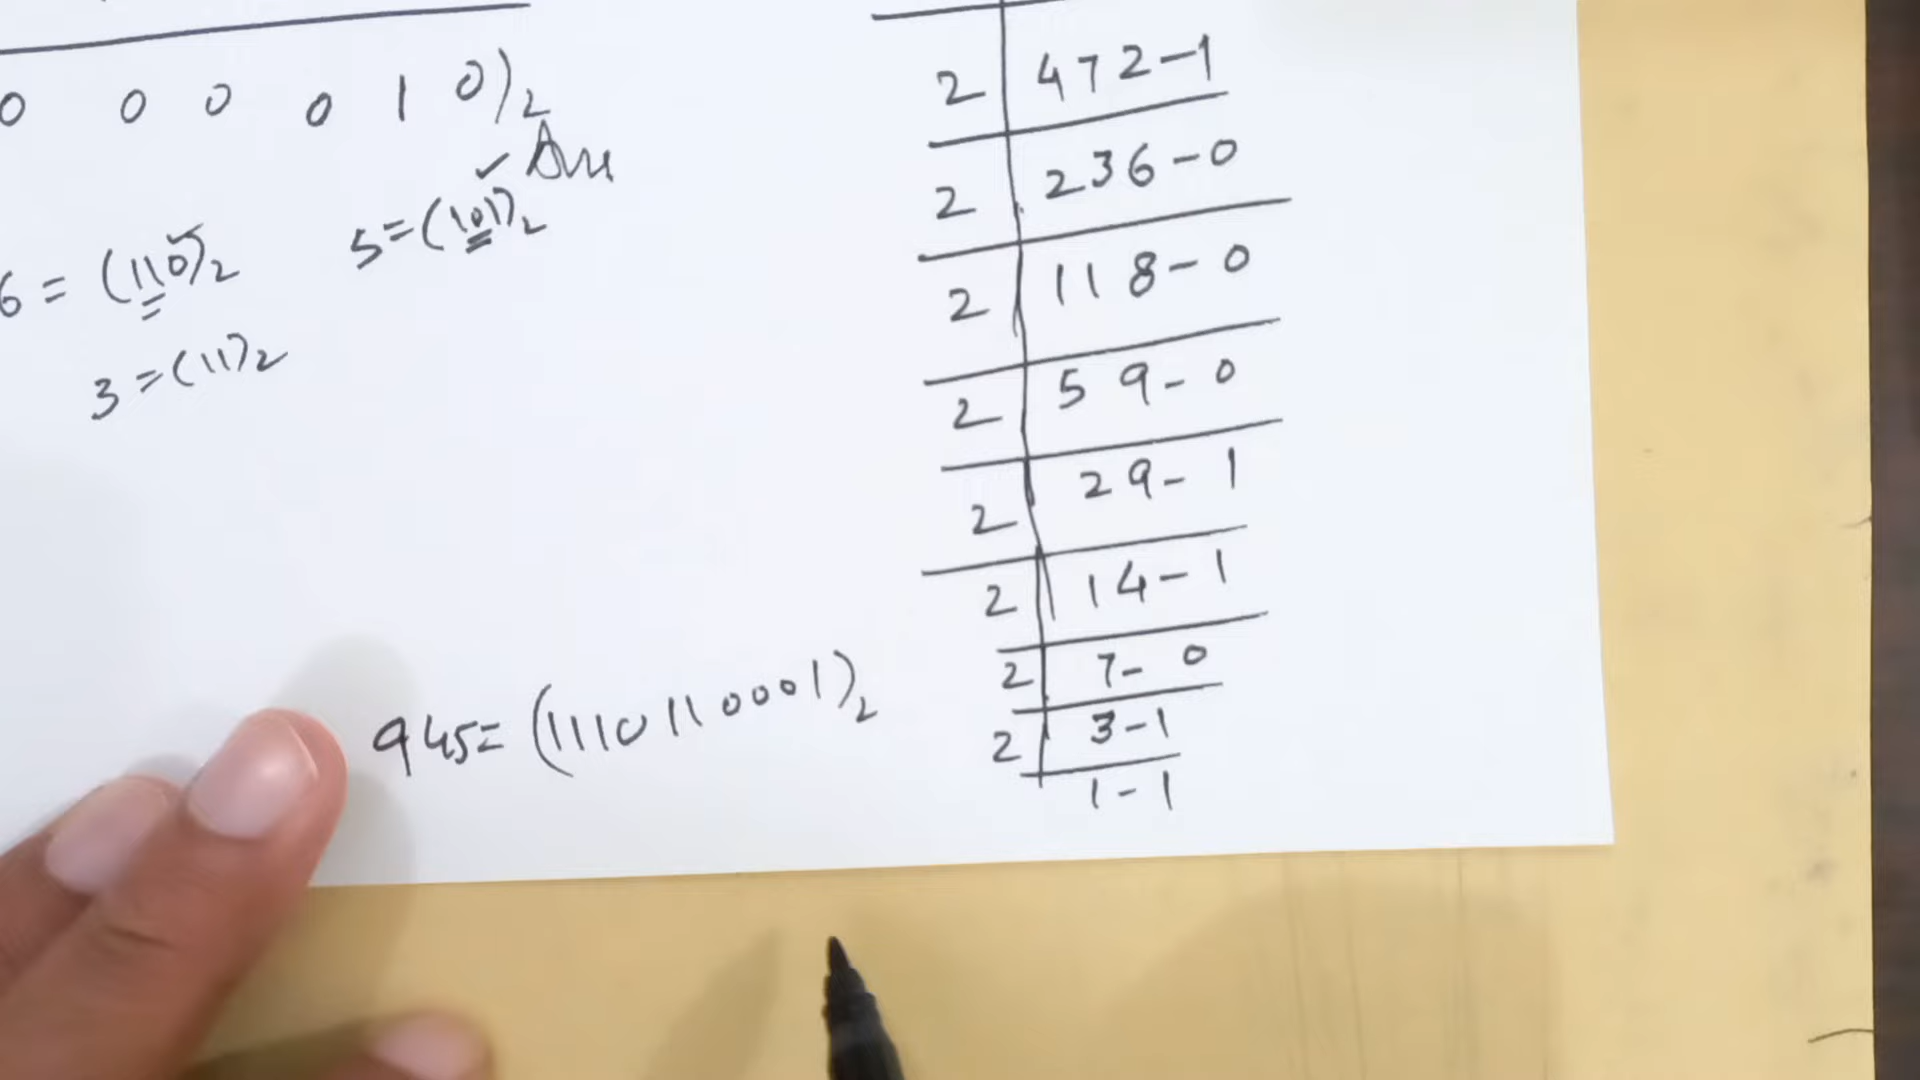 0 0 0 0 1 0)₂
✓ Ans
6 = (110)₂ 5 = (101)₂
3 = (11)₂
945 = (1110110001)₂
2 | 472 - 1
2 | 236 - 0
2 | 118 - 0
2 | 59 - 0
2 | 29 - 1
2 | 14 - 1
2 | 7 - 0
2 | 3 - 1
1 - 1